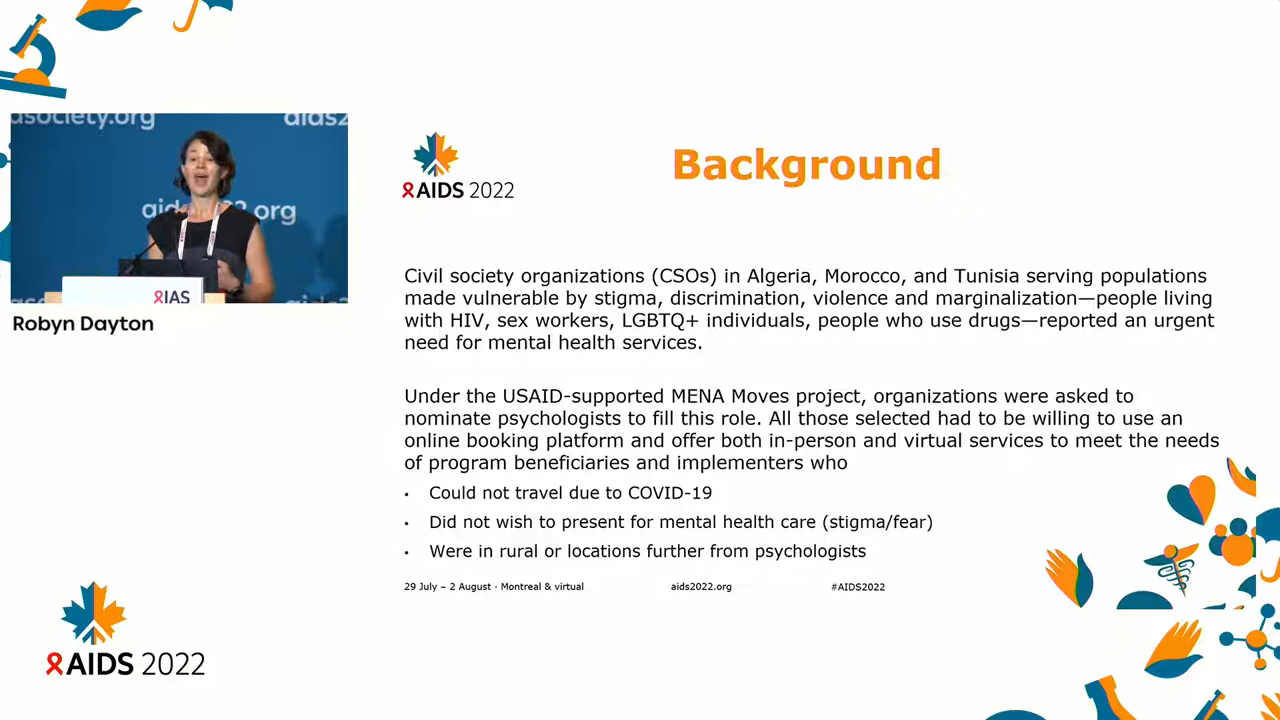 asociety.org
aids2
aids2022.org
IAS
Robyn Dayton
AIDS 2022
Background
Civil society organizations (CSOs) in Algeria, Morocco, and Tunisia serving populations
made vulnerable by stigma, discrimination, violence and marginalization—people living
with HIV, sex workers, LGBTQ+ individuals, people who use drugs—reported an urgent
need for mental health services.
Under the USAID-supported MENA Moves project, organizations were asked to
nominate psychologists to fill this role. All those selected had to be willing to use an
online booking platform and offer both in-person and virtual services to meet the needs
of program beneficiaries and implementers who
• Could not travel due to COVID-19
• Did not wish to present for mental health care (stigma/fear)
• Were in rural or locations further from psychologists
29 July – 2 August · Montreal & virtual
aids2022.org
#AIDS2022
AIDS 2022